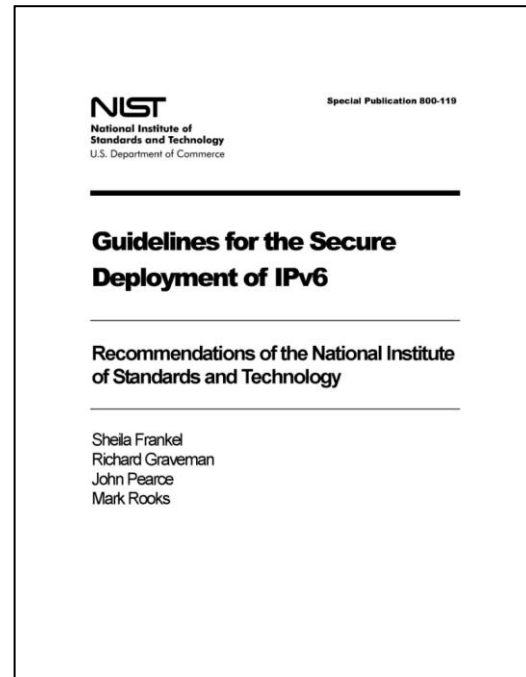 NIST
Special Publication 800-119
National Institute of
Standards and Technology
U.S. Department of Commerce
Guidelines for the Secure
Deployment of IPv6
Recommendations of the National Institute
of Standards and Technology
Sheila Frankel
Richard Graveman
John Pearce
Mark Rooks